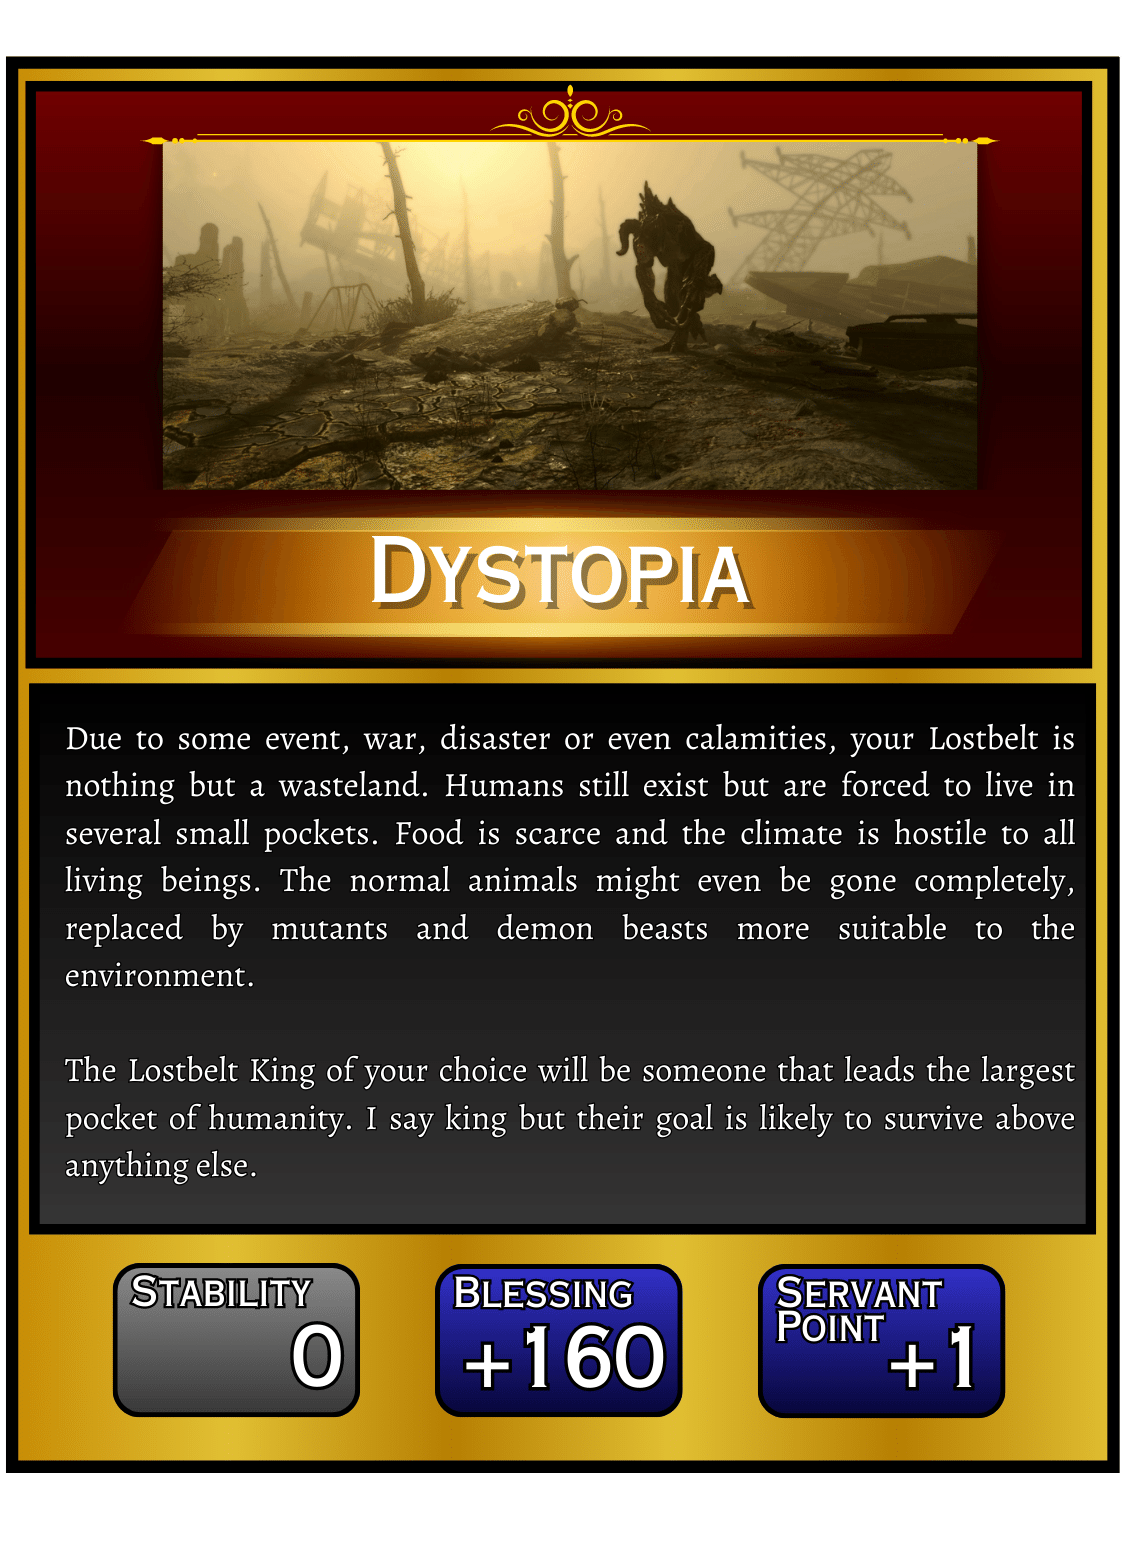 Dystopia
Due to some event, war, disaster or even calamities, your Lostbelt is
nothing but a wasteland. Humans still exist but are forced to live in
several small pockets. Food is scarce and the climate is hostile to all
living beings. The normal animals might even be gone completely,
replaced by mutants and demon beasts more suitable to the
environment.
The Lostbelt King of your choice will be someone that leads the largest
pocket of humanity. I say king but their goal is likely to survive above
anything else.
Stability
0
Blessing
+160
Servant
Point
+1